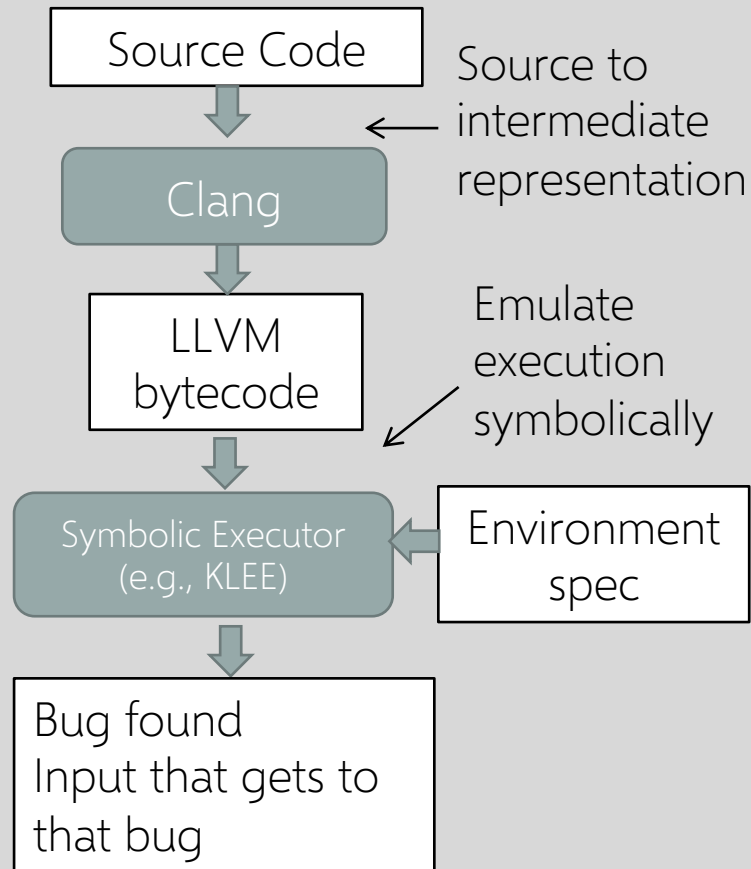 Source Code
Source to
intermediate
representation
Clang
LLVM
bytecode
Emulate
execution
symbolically
Symbolic Executor
(e.g., KLEE)
Environment
spec
Bug found
Input that gets to
that bug